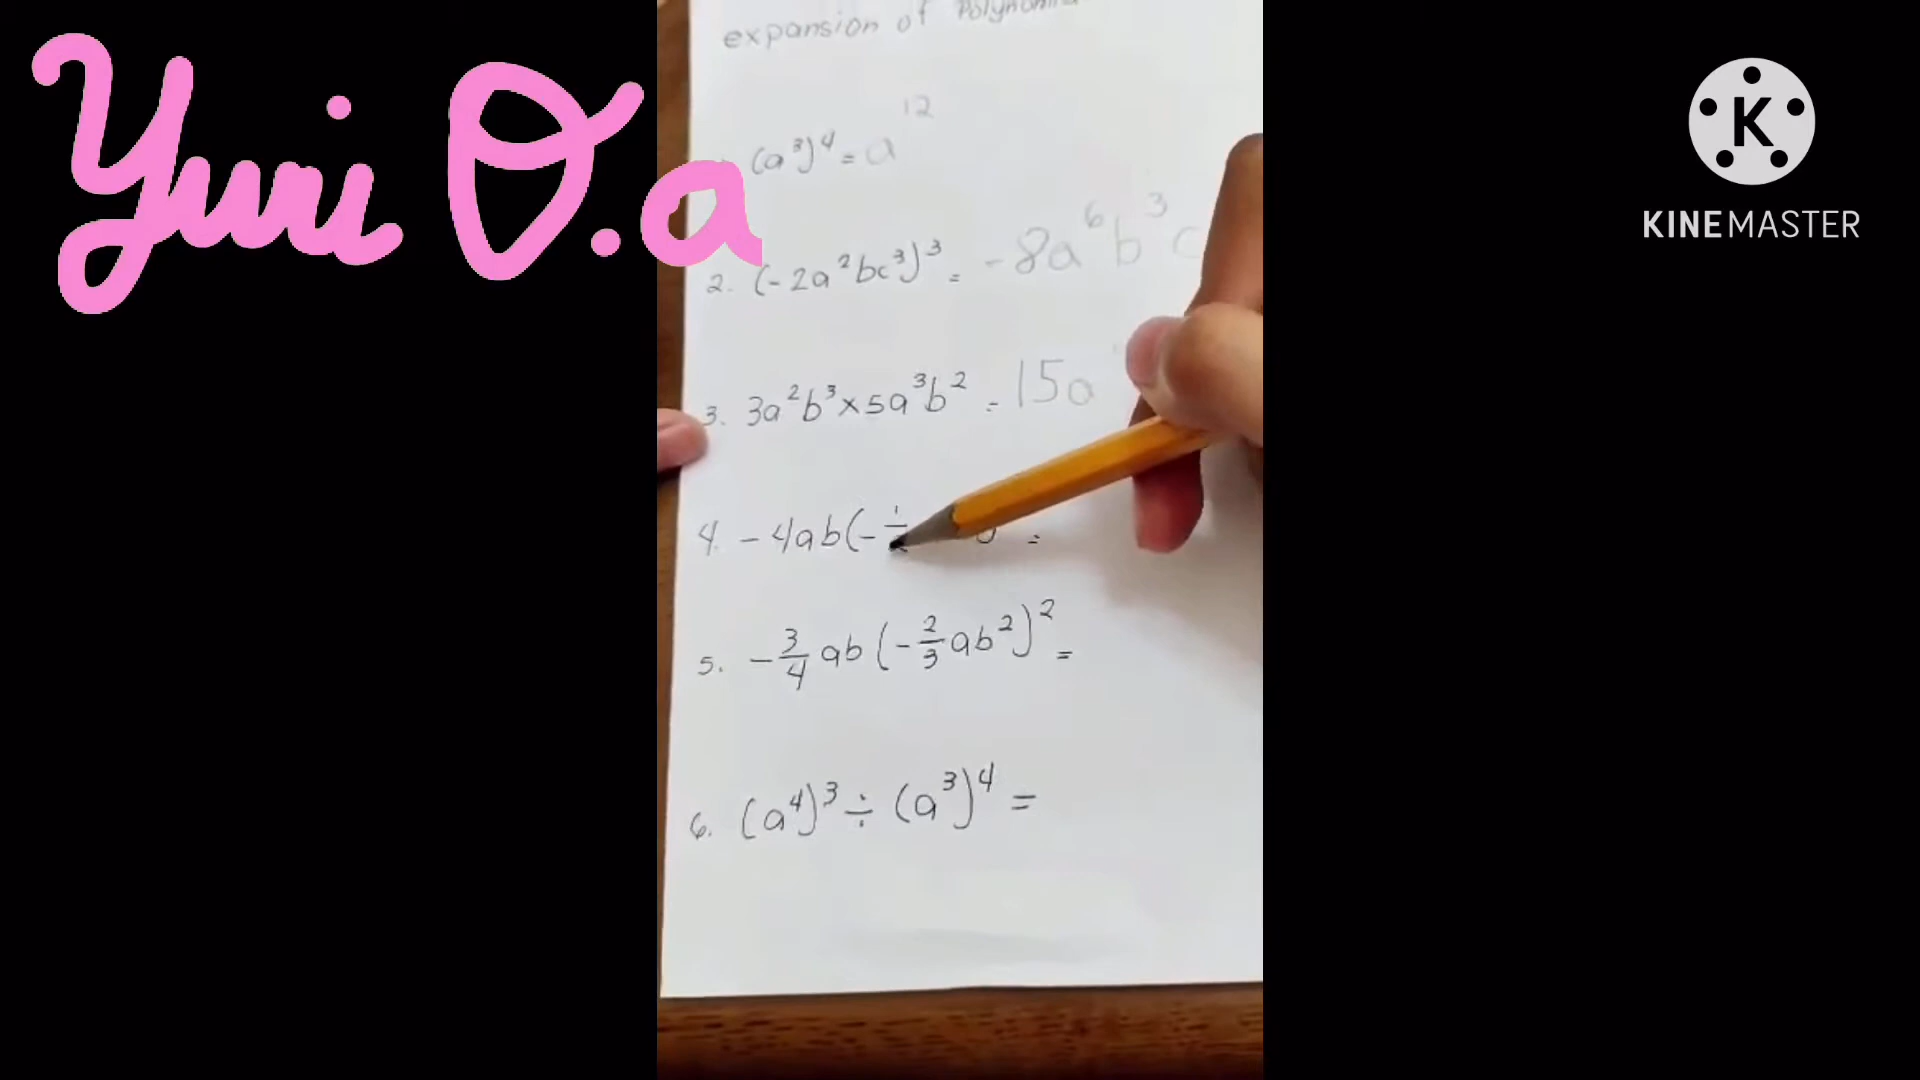 Yuri O.a
KINEMASTER
expansion of
(a³)⁴ = a¹²
2. (-2a²bc³)³ = -8a⁶b³c
3. 3a²b³×5a³b² = 15a
4. -4ab(-
=
5. -3/4 ab (-2/3 ab²)² =
6. (a⁴)³ ÷ (a³)⁴ =